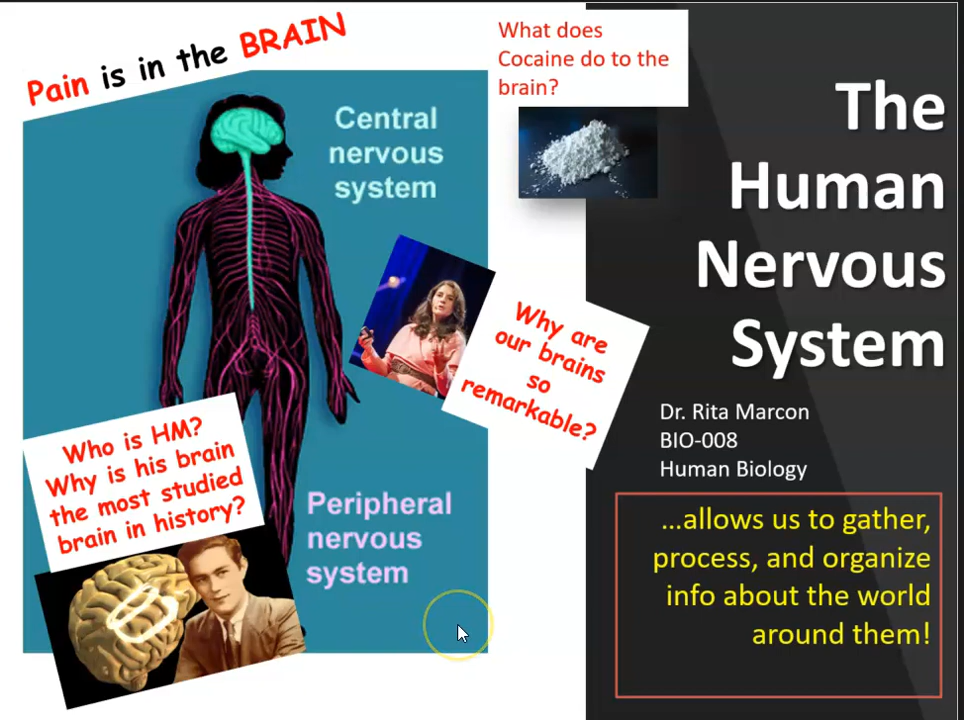 Pain is in the BRAIN
What does
Cocaine do to the
brain?
Central
nervous
system
Why are
our brains
so
remarkable?
Who is HM?
Why is his brain
the most studied
brain in history?
Peripheral
nervous
system
The
Human
Nervous
System
Dr. Rita Marcon
BIO-008
Human Biology
...allows us to gather,
process, and organize
info about the world
around them!